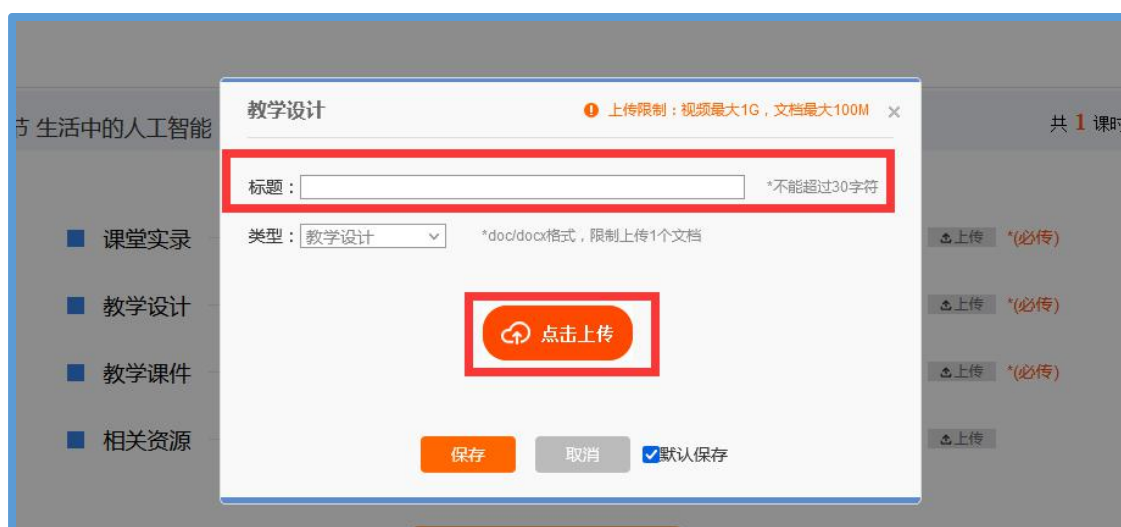 教学设计
上传限制：视频最大1G，文档最大100M
节 生活中的人工智能
共 1 课时
标题：
*不能超过30字符
类型：教学设计
*doc/docx格式，限制上传1个文档
课堂实录
上传 *(必传)
教学设计
上传 *(必传)
点击上传
教学课件
上传 *(必传)
相关资源
上传
保存
取消
默认保存